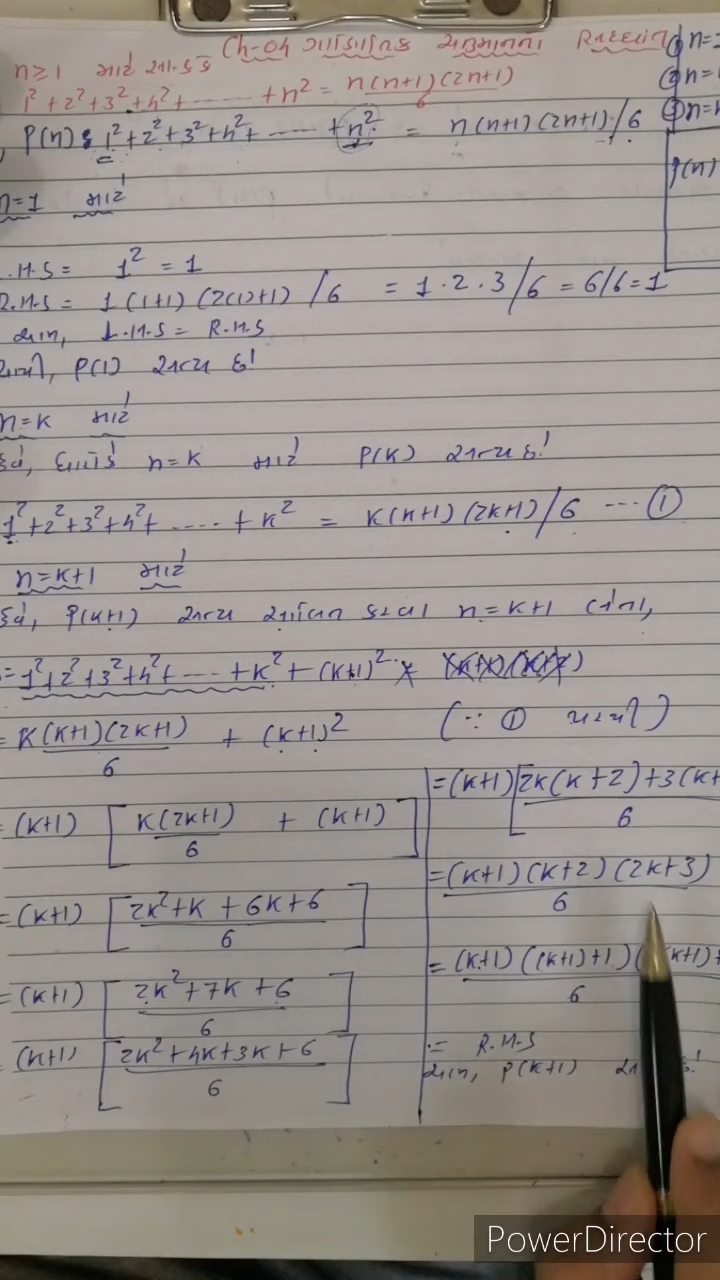 Ch-04 ગાણિતિક અનુમાનનો સિદ્ધાંત ① n=
n≥1 માટે સા.કે ② n=
1²+2²+3²+4²+ ------ +n² = n(n+1)(2n+1)/6 ③ n=
P(n): 1²+2²+3²+4²+ ------ +n² = n(n+1)(2n+1)/6
P(n)
n=1 માટે
.H.S = 1² = 1
R.H.S = 1(1+1)(2(1)+1)/6 = 1·2·3/6 = 6/6 = 1
આમ, L.H.S = R.H.S
P(1) સત્ય છે!
n=k માટે
ધારોકે n=k માટે P(k) સત્ય છે!
1²+2²+3²+4²+ ----- +k² = k(k+1)(2k+1)/6 --- ①
n=k+1 માટે
હવે, P(k+1) સત્ય સાબિત કરવા n=k+1 લેતા,
=1²+2²+3²+4²+ --- +k²+(k+1)²
= k(k+1)(2k+1)/6 + (k+1)² (∵ ① પરથી)
= (k+1) [k(2k+1)/6 + (k+1)]
= (k+1) [2k²+k+6k+6/6]
= (k+1) [2k²+7k+6/6]
(k+1) [2k²+4k+3k+6/6]
= (k+1)[2k(k+2)+3(k+/6
= (k+1)(k+2)(2k+3)/6
= (k+1)((k+1)+1)( k+1)+/6
= R.H.S
આમ, P(k+1) છે!
PowerDirector